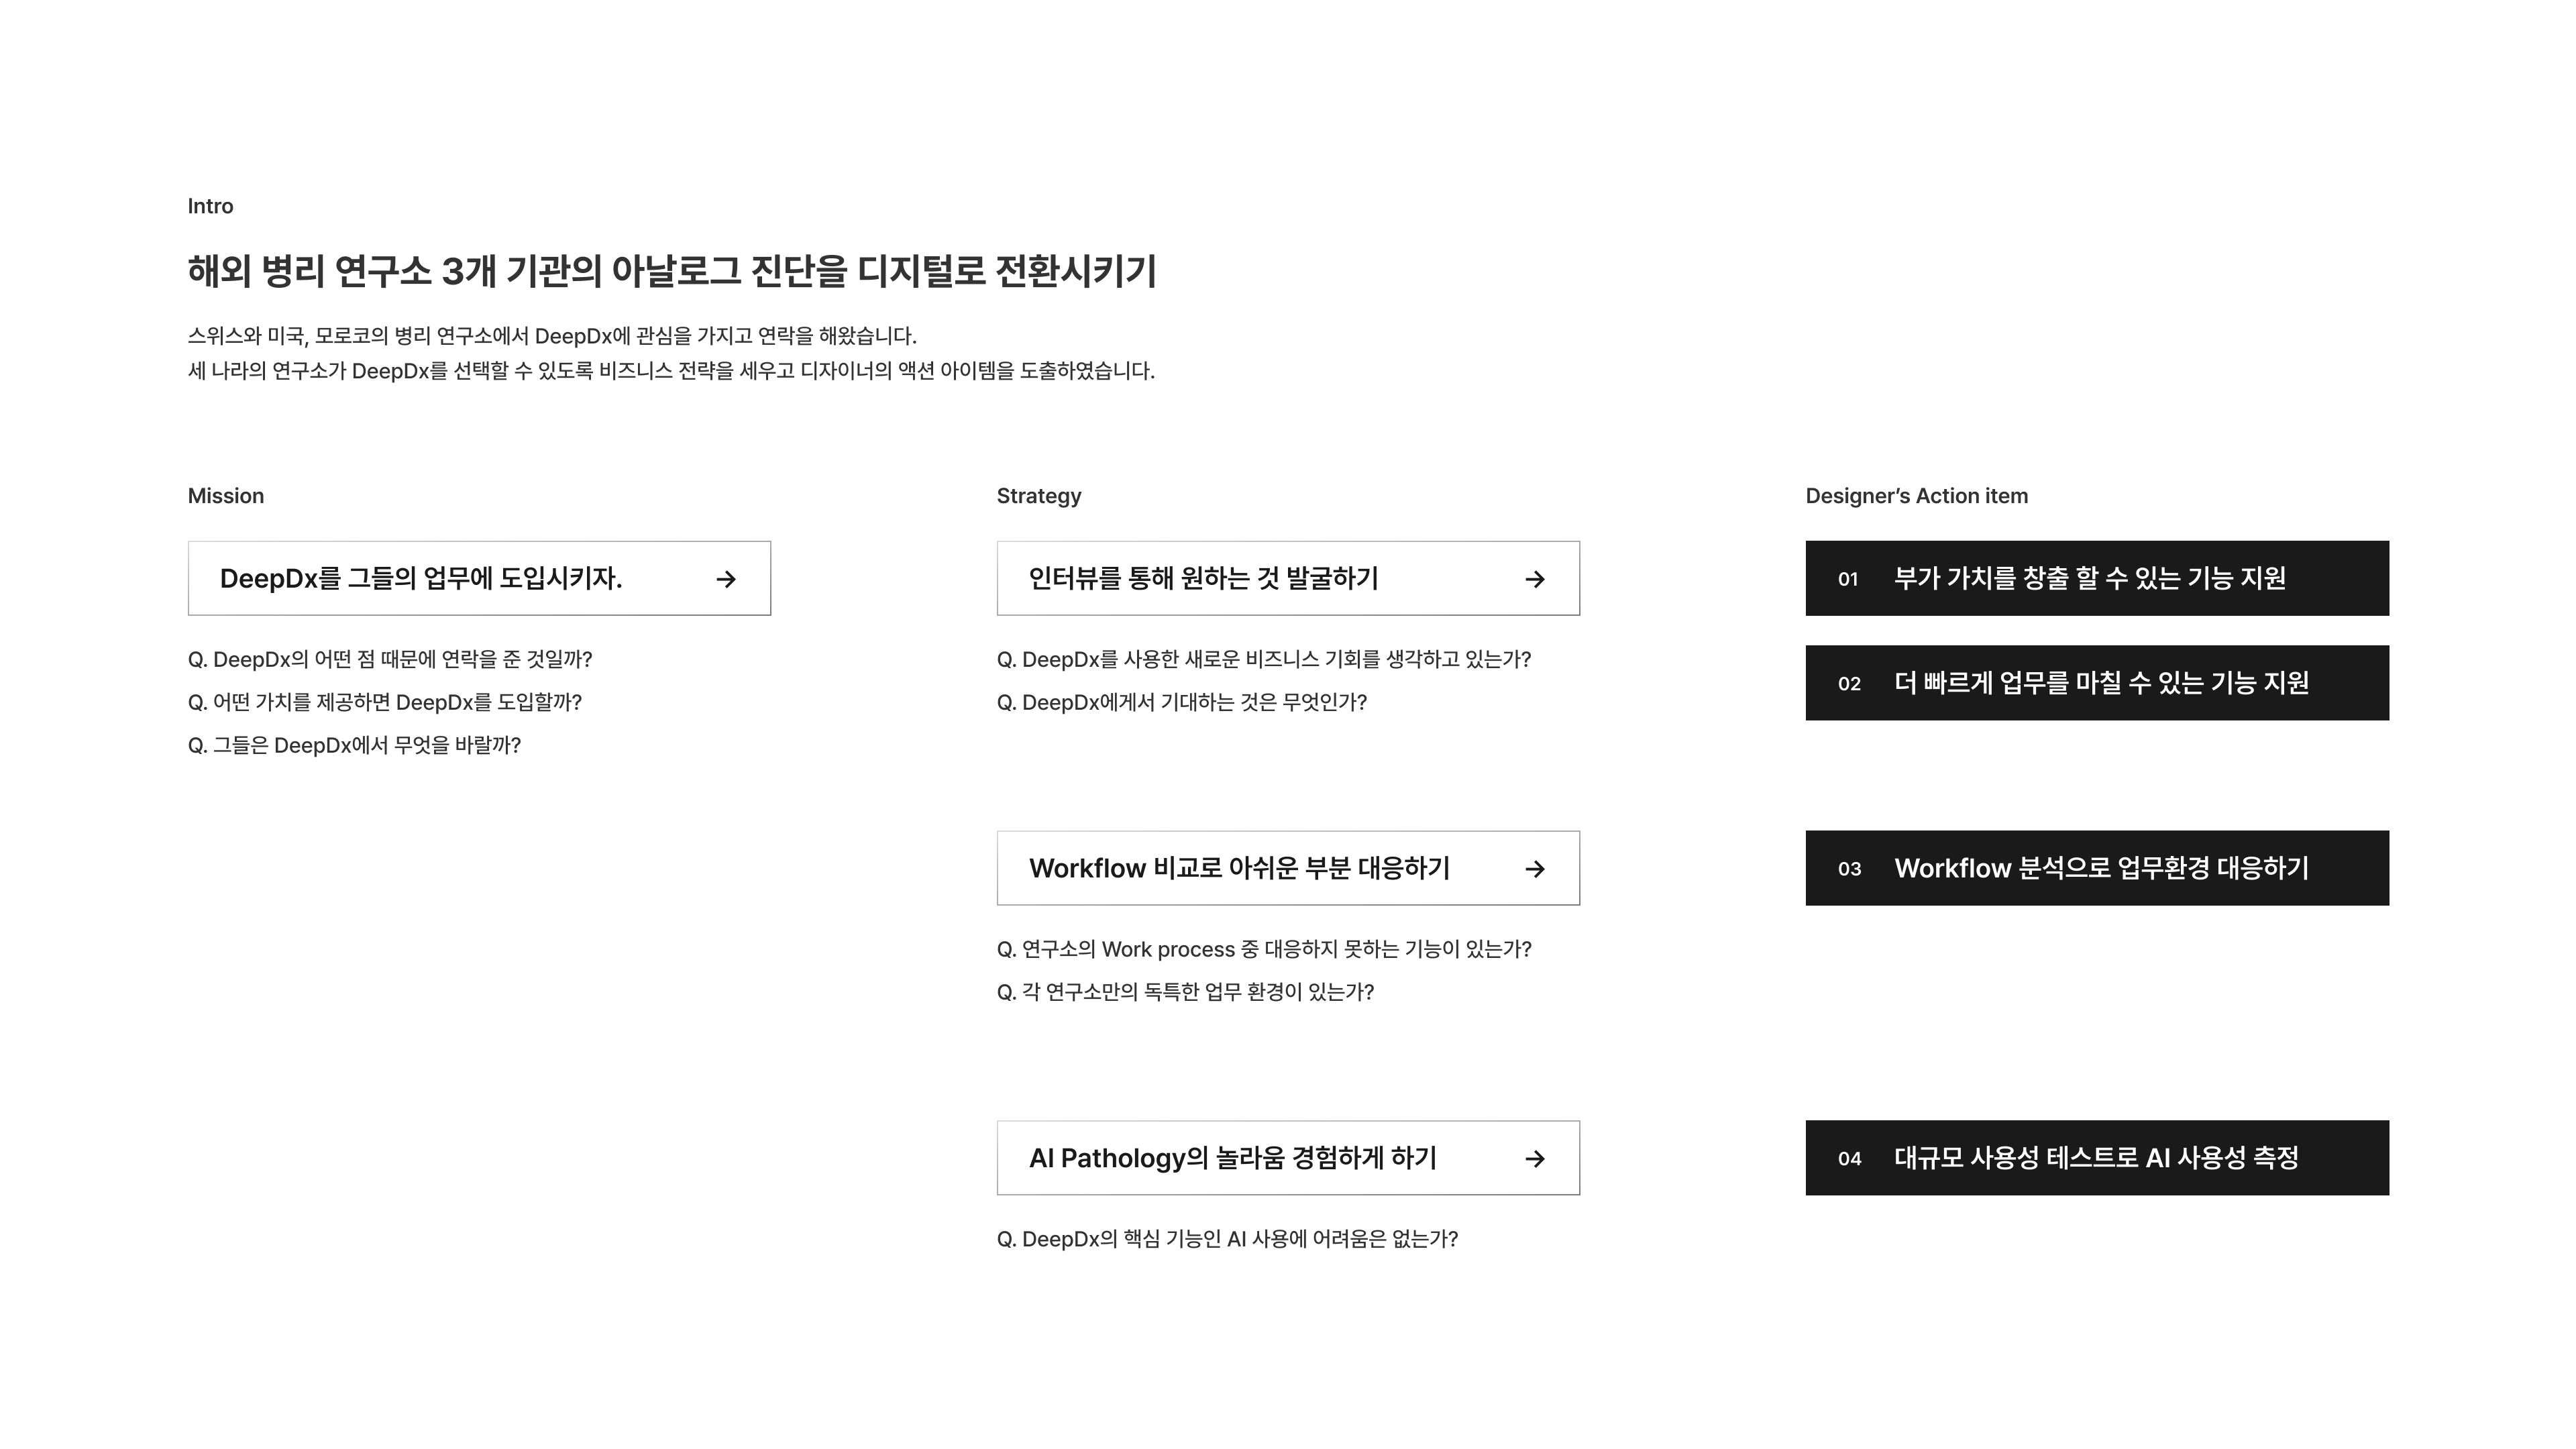 Intro
해외 병리 연구소 3개 기관의 아날로그 진단을 디지털로 전환시키기
스위스와 미국, 모로코의 병리 연구소에서 DeepDx에 관심을 가지고 연락을 해왔습니다.
세 나라의 연구소가 DeepDx를 선택할 수 있도록 비즈니스 전략을 세우고 디자이너의 액션 아이템을 도출하였습니다.
Mission
DeepDx를 그들의 업무에 도입시키자. →
Q. DeepDx의 어떤 점 때문에 연락을 준 것일까?
Q. 어떤 가치를 제공하면 DeepDx를 도입할까?
Q. 그들은 DeepDx에서 무엇을 바랄까?
Strategy
인터뷰를 통해 원하는 것 발굴하기 →
Q. DeepDx를 사용한 새로운 비즈니스 기회를 생각하고 있는가?
Q. DeepDx에게서 기대하는 것은 무엇인가?
Workflow 비교로 아쉬운 부분 대응하기 →
Q. 연구소의 Work process 중 대응하지 못하는 기능이 있는가?
Q. 각 연구소만의 독특한 업무 환경이 있는가?
AI Pathology의 놀라움 경험하게 하기 →
Q. DeepDx의 핵심 기능인 AI 사용에 어려움은 없는가?
Designer’s Action item
01 부가 가치를 창출 할 수 있는 기능 지원
02 더 빠르게 업무를 마칠 수 있는 기능 지원
03 Workflow 분석으로 업무환경 대응하기
04 대규모 사용성 테스트로 AI 사용성 측정